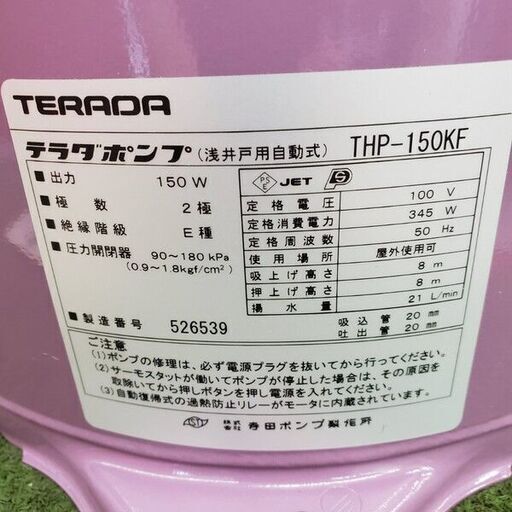 TERADA
テラダポンプ (浅井戸用自動式) THP-150KF
■ 出力 150 W
■ 極数 2 極
■ 絶縁階級 E 種
■ 圧力開閉器 90〜180 kPa
(0.9〜1.8kgf/cm²)
■ 製造番号 526539
PSE JET
定格電圧 100 V
定格消費電力 345 W
定格周波数 50 Hz
使用場所 屋外使用可
吸上げ高さ 8 m
押上げ高さ 8 m
揚水量 21 L/min
吸込管 20 mm
吐出管 20 mm
ご注意
(1)ポンプの修理は、必ず電源プラグを抜いてから行ってください。
(2)サーモスタットが働いてポンプが停止した場合は、その原因を
取除いてから押しボタンを押し電源を入れてください。
(3)自動復帰式の過熱防止リレーがモータに内蔵されています。
株式会社 寺田ポンプ製作所